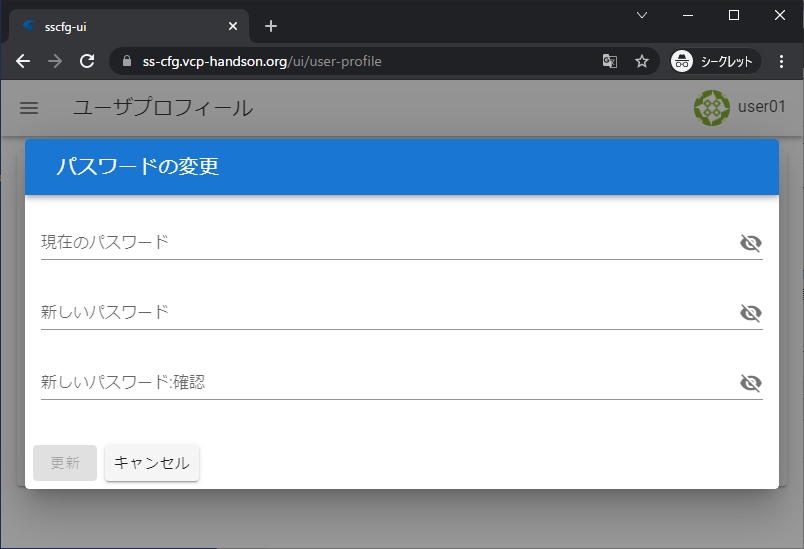 sscfg-ui
ss-cfg.vcp-handson.org/ui/user-profile
シークレット
ユーザプロフィール
user01
パスワードの変更
現在のパスワード
新しいパスワード
新しいパスワード:確認
更新
キャンセル